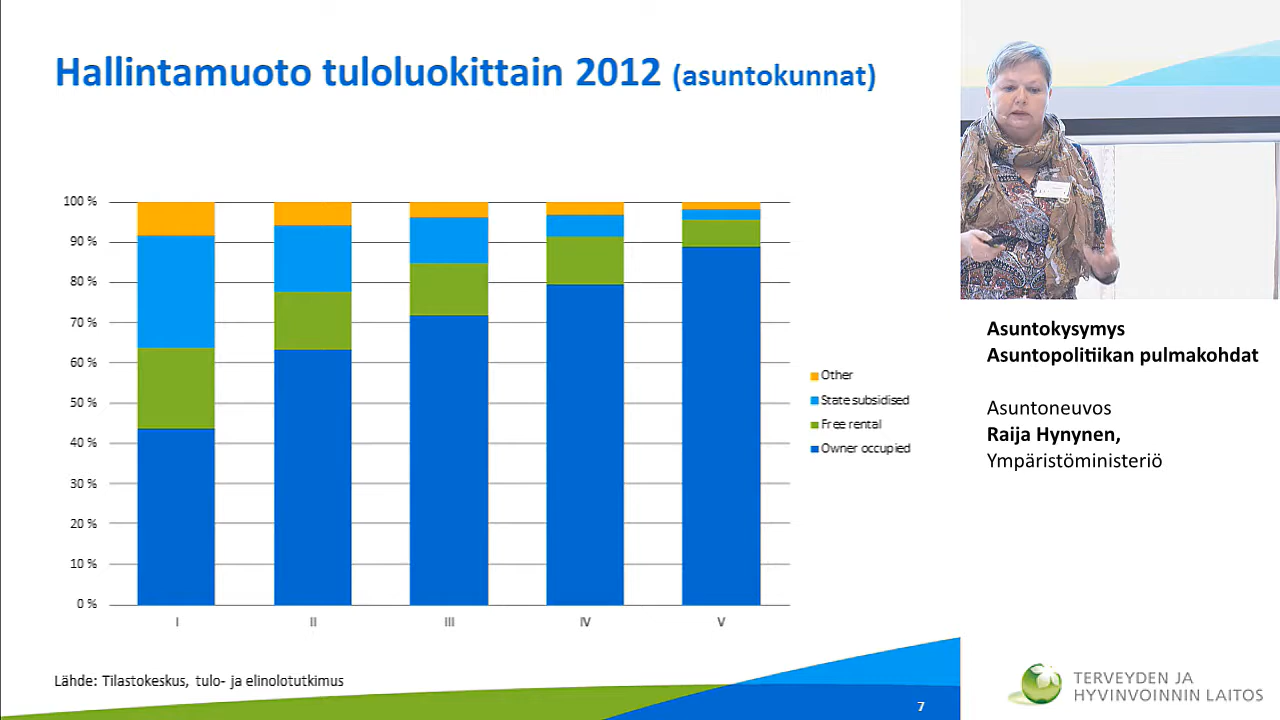 Hallintamuoto tuloluokittain 2012 (asuntokunnat)
100 %
90 %
80 %
70 %
60 %
50 %
40 %
30 %
20 %
10 %
0 %
I
II
III
IV
V
Other
State subsidised
Free rental
Owner occupied
Lähde: Tilastokeskus, tulo- ja elinolotutkimus
7
Asuntokysymys
Asuntopolitiikan pulmakohdat
Asuntoneuvos
Raija Hynynen,
Ympäristöministeriö
TERVEYDEN JA
HYVINVOINNIN LAITOS